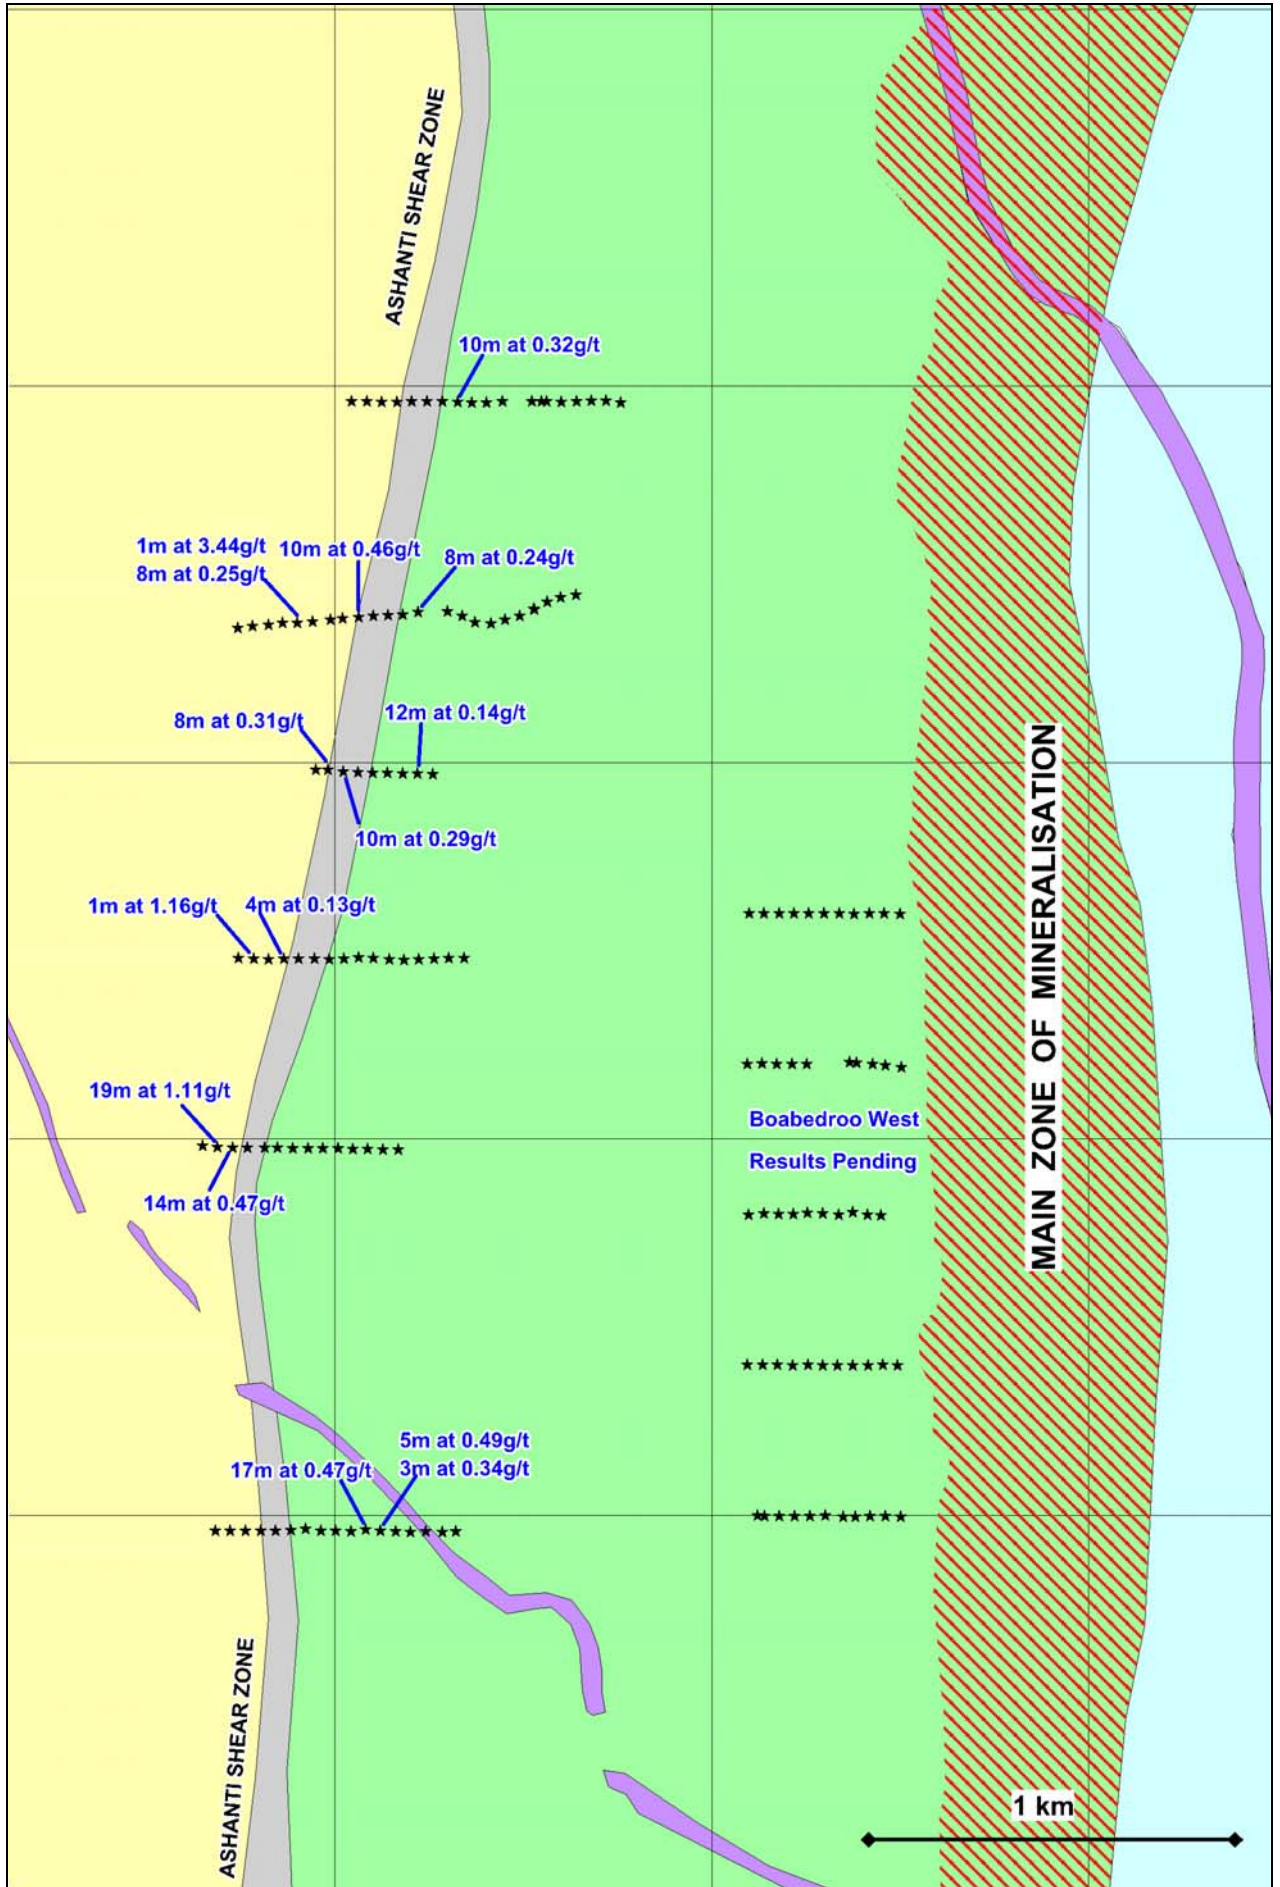 ASHANTI SHEAR ZONE
10m at 0.32g/t
1m at 3.44g/t
8m at 0.25g/t
10m at 0.46g/t
8m at 0.24g/t
8m at 0.31g/t
12m at 0.14g/t
10m at 0.29g/t
MAIN ZONE OF MINERALISATION
1m at 1.16g/t
4m at 0.13g/t
19m at 1.11g/t
14m at 0.47g/t
Boabedroo West
Results Pending
5m at 0.49g/t
3m at 0.34g/t
17m at 0.47g/t
ASHANTI SHEAR ZONE
1 km